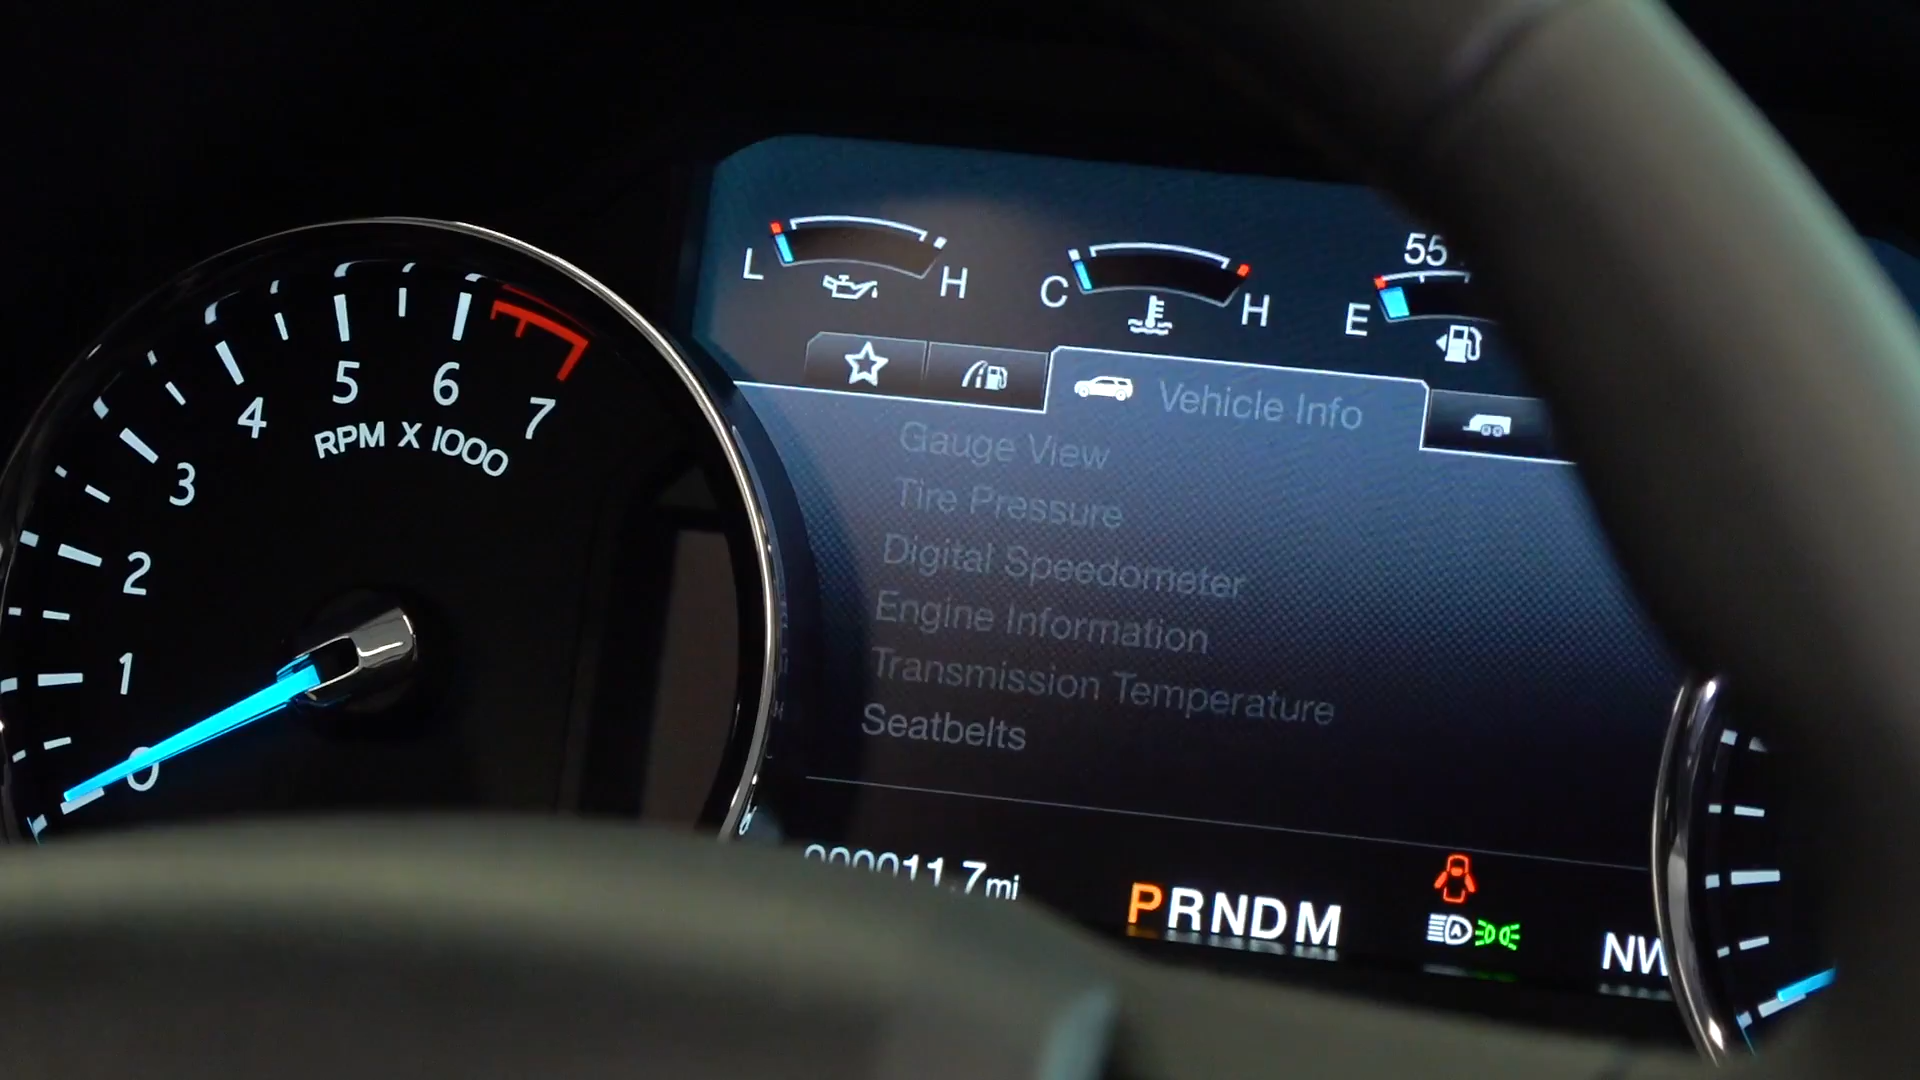 L H
C H
55
E
Vehicle Info
Gauge View
Tire Pressure
Digital Speedometer
Engine Information
Transmission Temperature
Seatbelts
000011.7mi
PRNDM
NW
0
1
2
3
4
5
6
7
RPM X 1000